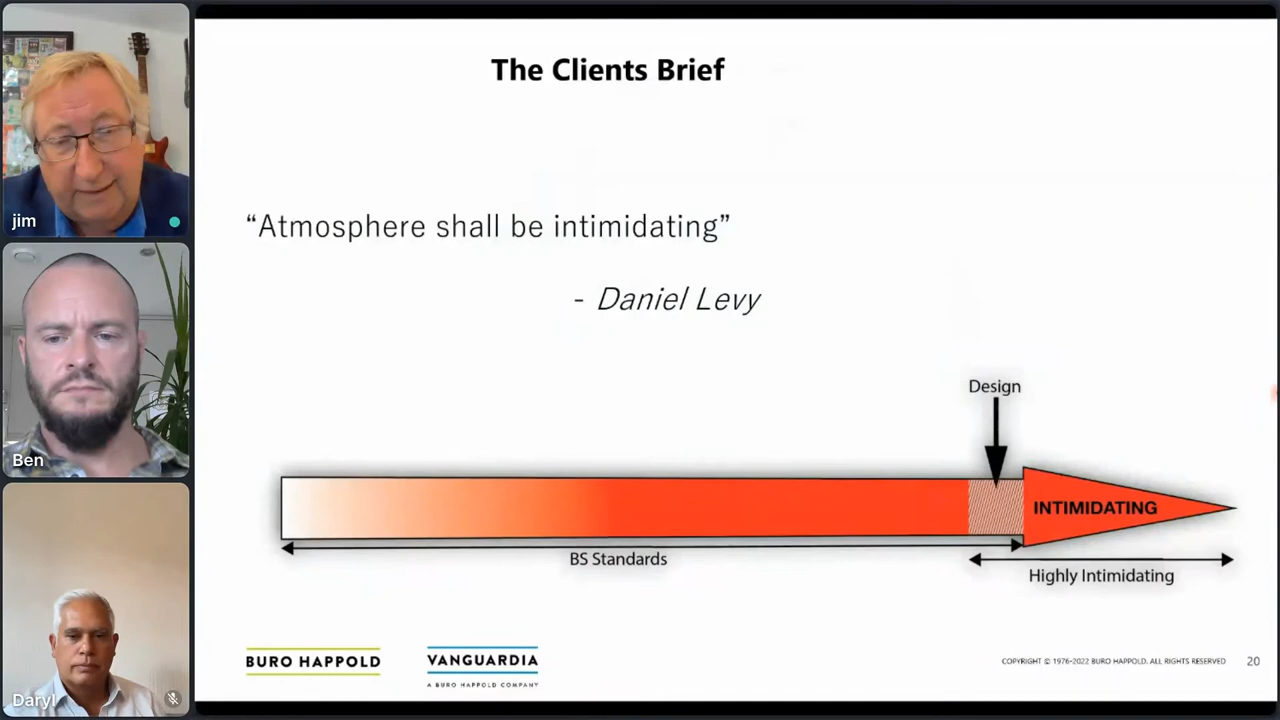 jim
Ben
Daryl
The Clients Brief
“Atmosphere shall be intimidating”
- Daniel Levy
Design
INTIMIDATING
BS Standards
Highly Intimidating
BURO HAPPOLD
VANGUARDIA
A BURO HAPPOLD COMPANY
COPYRIGHT © 1976-2022 BURO HAPPOLD. ALL RIGHTS RESERVED
20